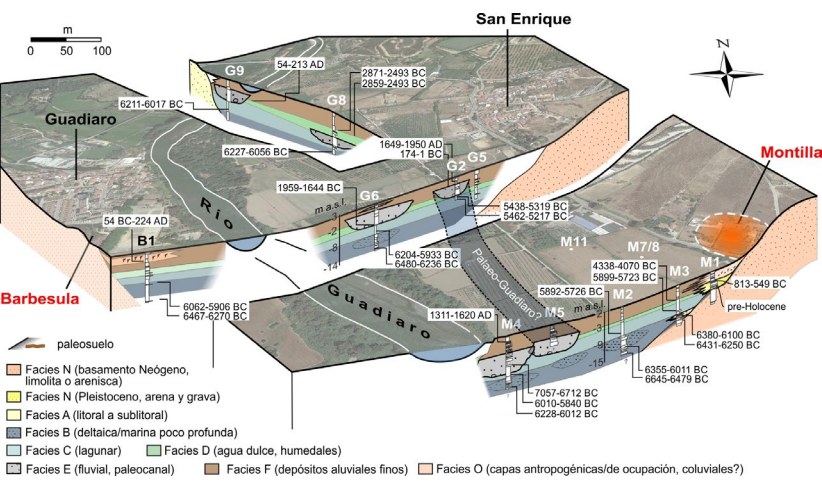 m
0 50 100
San Enrique
N
G9
54-213 AD
2871-2493 BC
2859-2493 BC
G8
6211-6017 BC
Guadiaro
1649-1950 AD
174-1 BC
6227-6056 BC
G2 G5
Montilla
1959-1644 BC
G6
Río
m a.s.l.
-3
-8
-14
5438-5319 BC
5462-5217 BC
54 BC-224 AD
B1
6204-5933 BC
6480-6236 BC
M11
M7/8
Palaeo-Guadiaro?
4338-4070 BC
5899-5723 BC
M3
M1
813-549 BC
Barbesula
Guadiaro
5892-5726 BC
M2
pre-Holocene
6062-5906 BC
6467-6270 BC
1311-1620 AD
M4
M5
m a.s.l.
-15
6380-6100 BC
6431-6250 BC
6355-6011 BC
6645-6479 BC
7057-6712 BC
6010-5840 BC
6228-6012 BC
paleosuelo
Facies N (basamento Neógeno,
limolita o arenisca)
Facies N (Pleistoceno, arena y grava)
Facies A (litoral a sublitoral)
Facies B (deltaica/marina poco profunda)
Facies C (lagunar)
Facies D (agua dulce, humedales)
Facies E (fluvial, paleocanal)
Facies F (depósitos aluviales finos)
Facies O (capas antropogénicas/de ocupación, coluviales?)